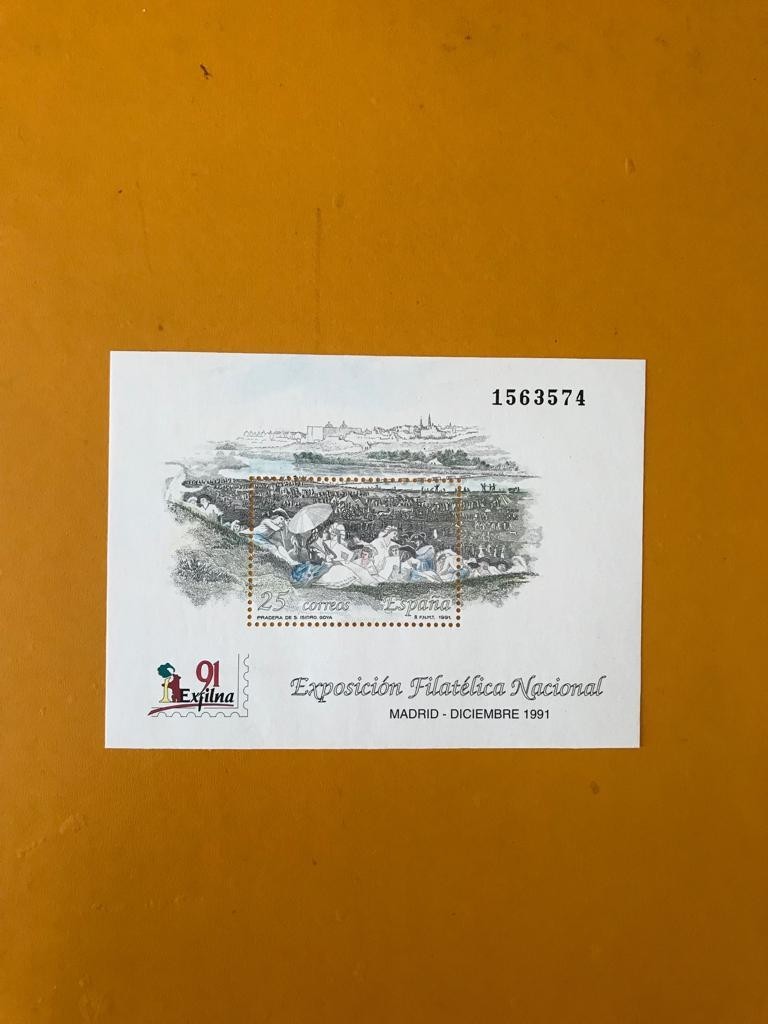 1563574
25 correos España
PRADERA DE S. ISIDRO. GOYA F.N.M.T. 1991
91
Exfilna
Exposición Filatélica Nacional
MADRID - DICIEMBRE 1991